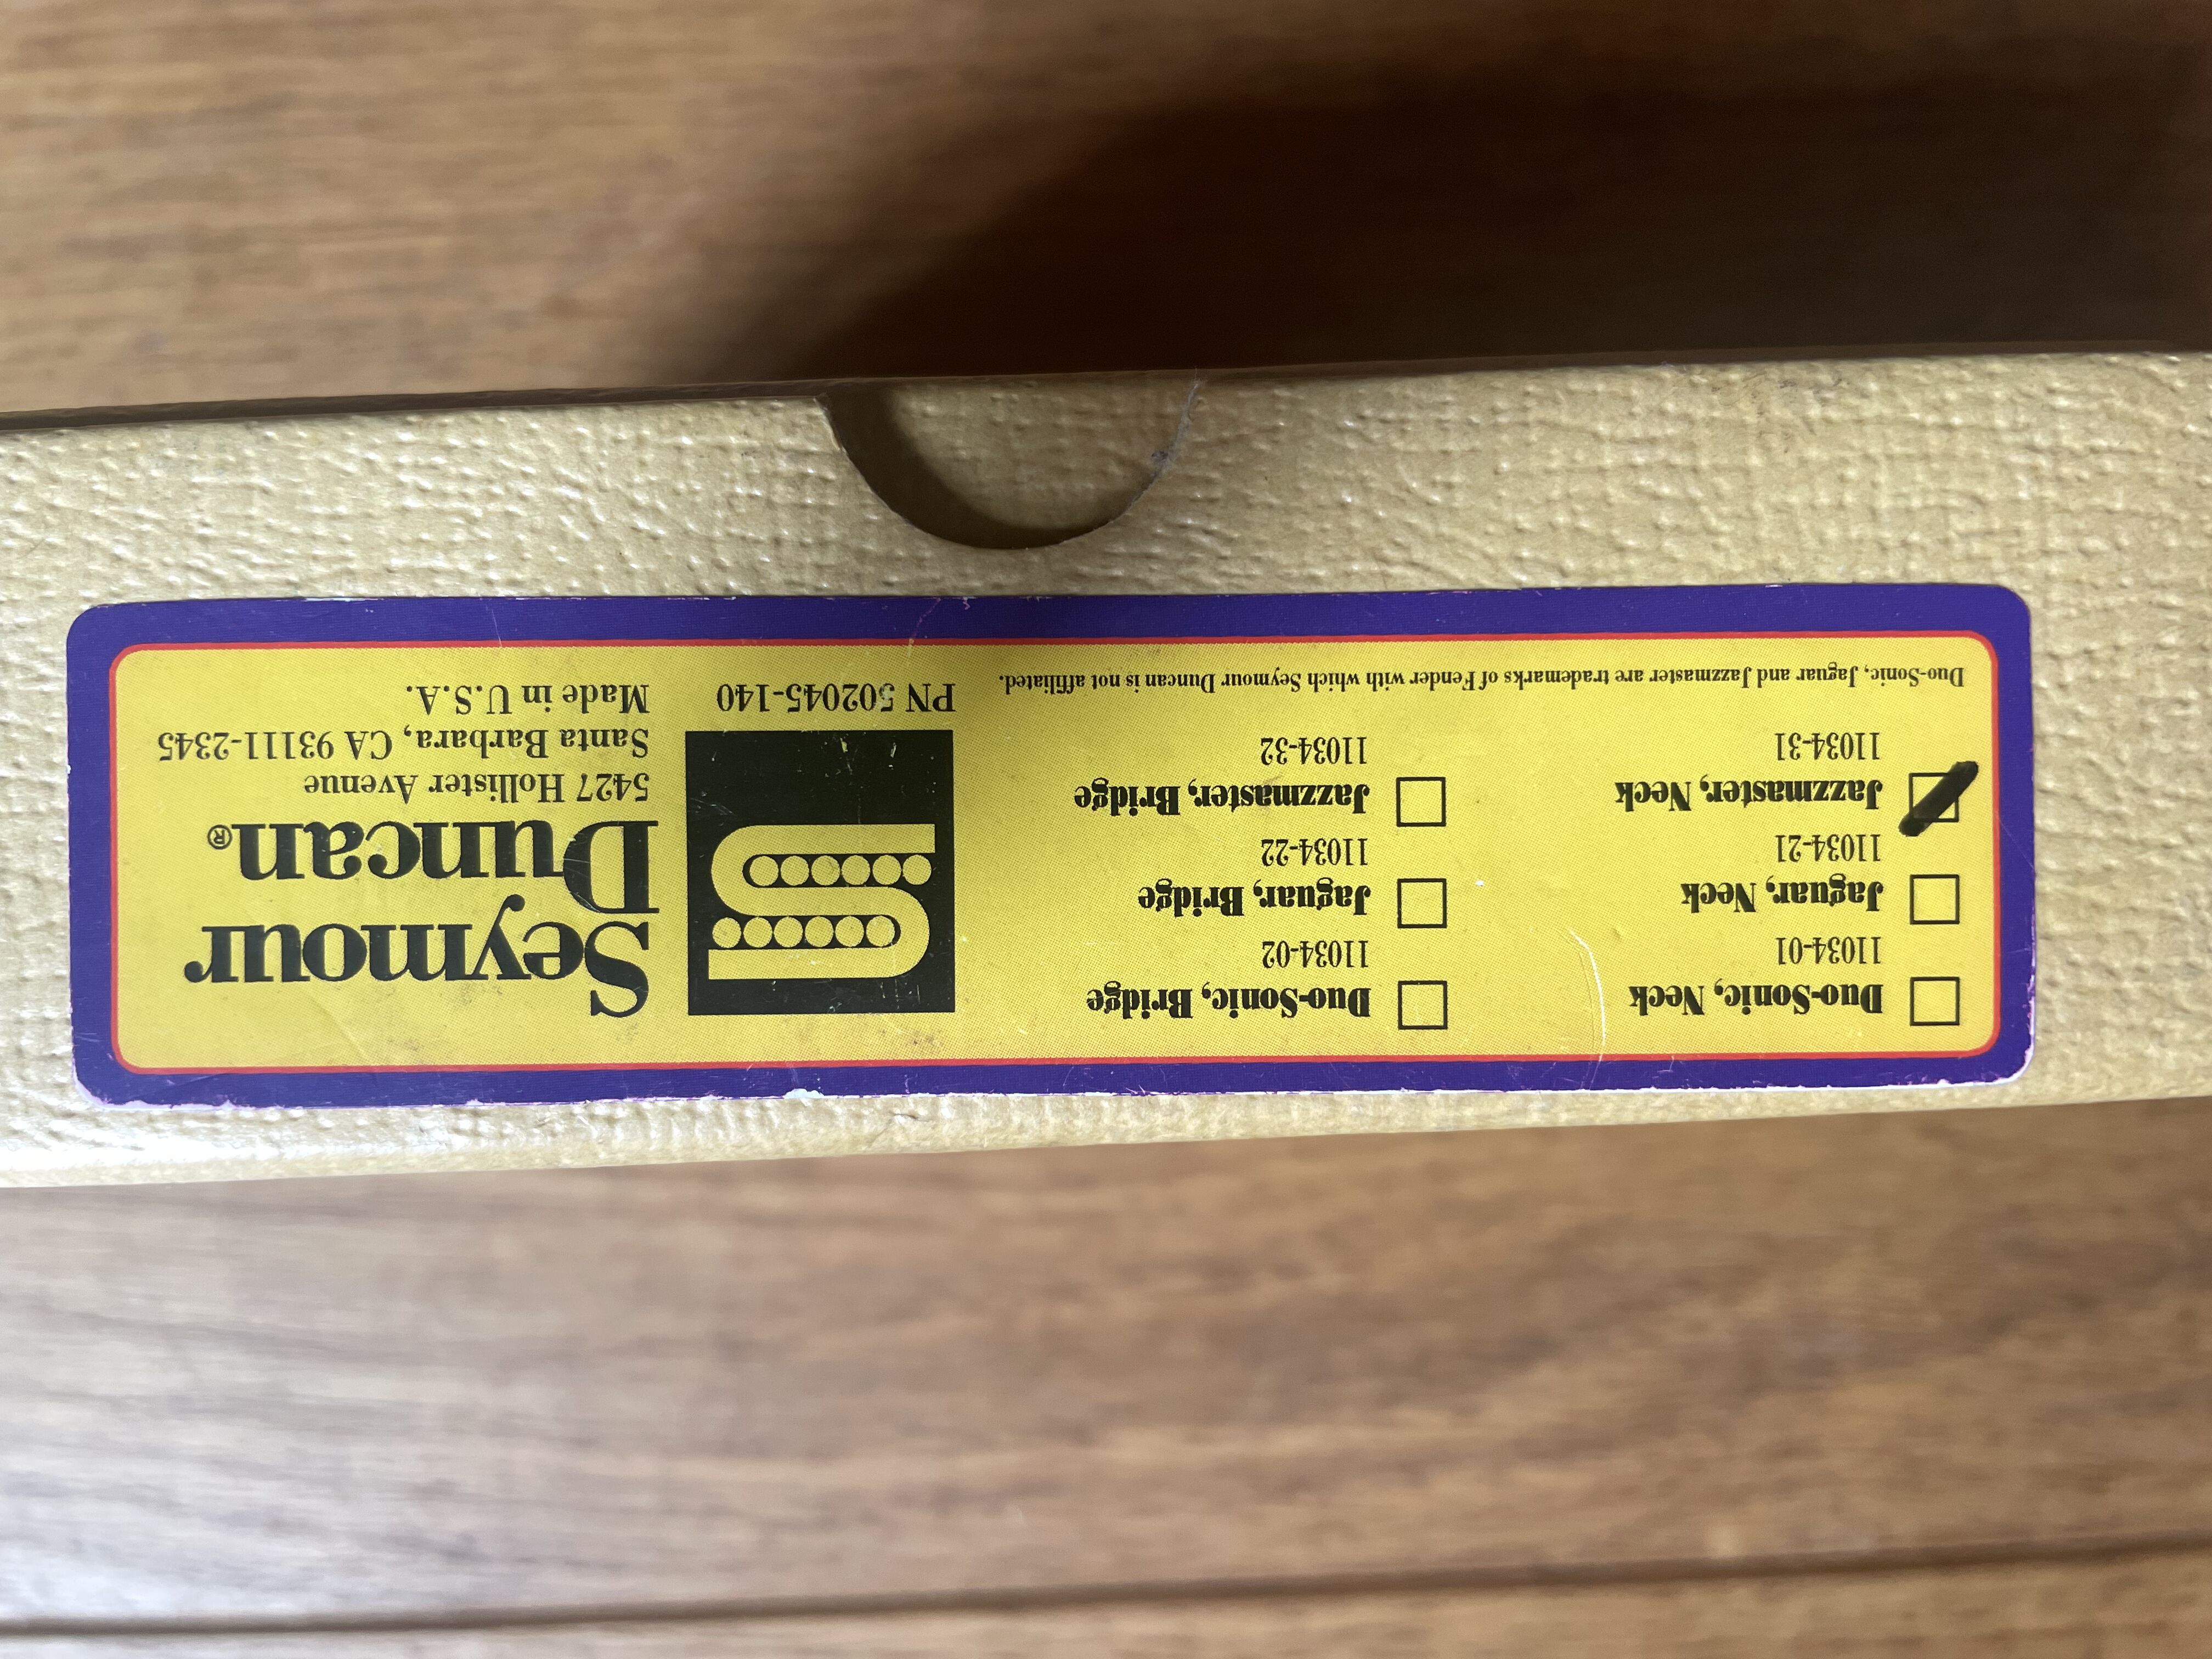 Duo-Sonic, Neck
11034-01
Jaguar, Neck
11034-21
Jazzmaster, Neck
11034-31
Duo-Sonic, Bridge
11034-02
Jaguar, Bridge
11034-22
Jazzmaster, Bridge
11034-32
Duo-Sonic, Jaguar and Jazzmaster are trademarks of Fender with which Seymour Duncan is not affiliated.
PN 502045-140
Seymour
Duncan®
5427 Hollister Avenue
Santa Barbara, CA 93111-2345
Made in U.S.A.